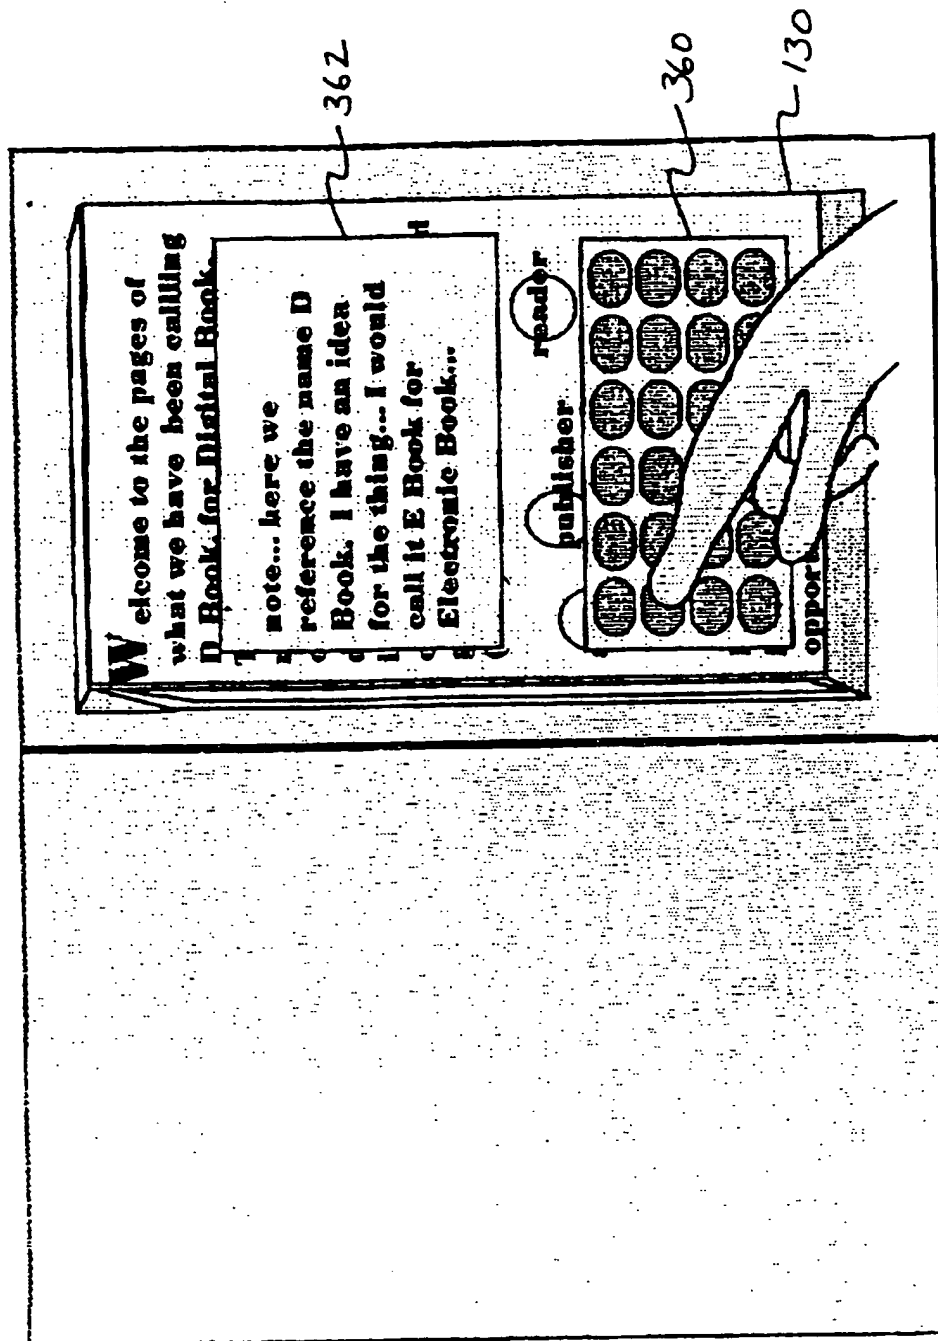 Welcome to the pages of
what we have been callling
D Book, for Digital Book.
note... here we
reference the name D
Book. I have an idea
for the thing... I would
call it E Book for
Electronic Book...
H
publisher
reader
oppor
362
360
130